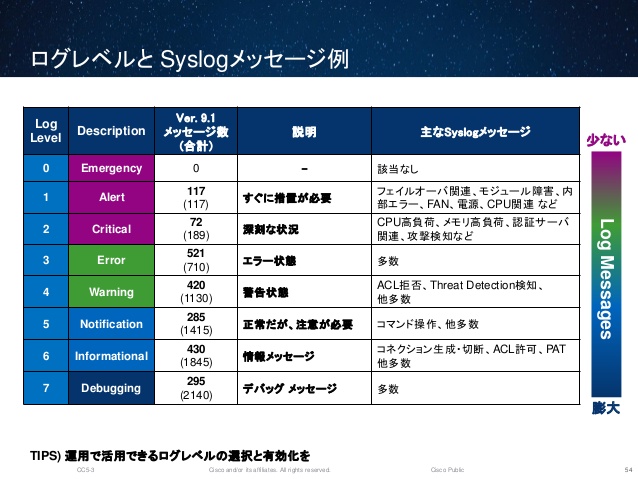 ログレベルと Syslogメッセージ例
Log Level Description Ver. 9.1 メッセージ数 (合計) 説明 主なSyslogメッセージ
0 Emergency 0 – 該当なし
1 Alert 117 (117) すぐに措置が必要 フェイルオーバ関連、モジュール障害、内部エラー、FAN、電源、CPU関連 など
2 Critical 72 (189) 深刻な状況 CPU高負荷、メモリ高負荷、認証サーバ関連、攻撃検知など
3 Error 521 (710) エラー状態 多数
4 Warning 420 (1130) 警告状態 ACL拒否、Threat Detection検知、他多数
5 Notification 285 (1415) 正常だが、注意が必要 コマンド操作、他多数
6 Informational 430 (1845) 情報メッセージ コネクション生成・切断、ACL許可、PAT 他多数
7 Debugging 295 (2140) デバッグ メッセージ 多数
少ない
Log Messages
膨大
TIPS) 運用で活用できるログレベルの選択と有効化を
CC5-3 Cisco and/or its affiliates. All rights reserved. Cisco Public 54